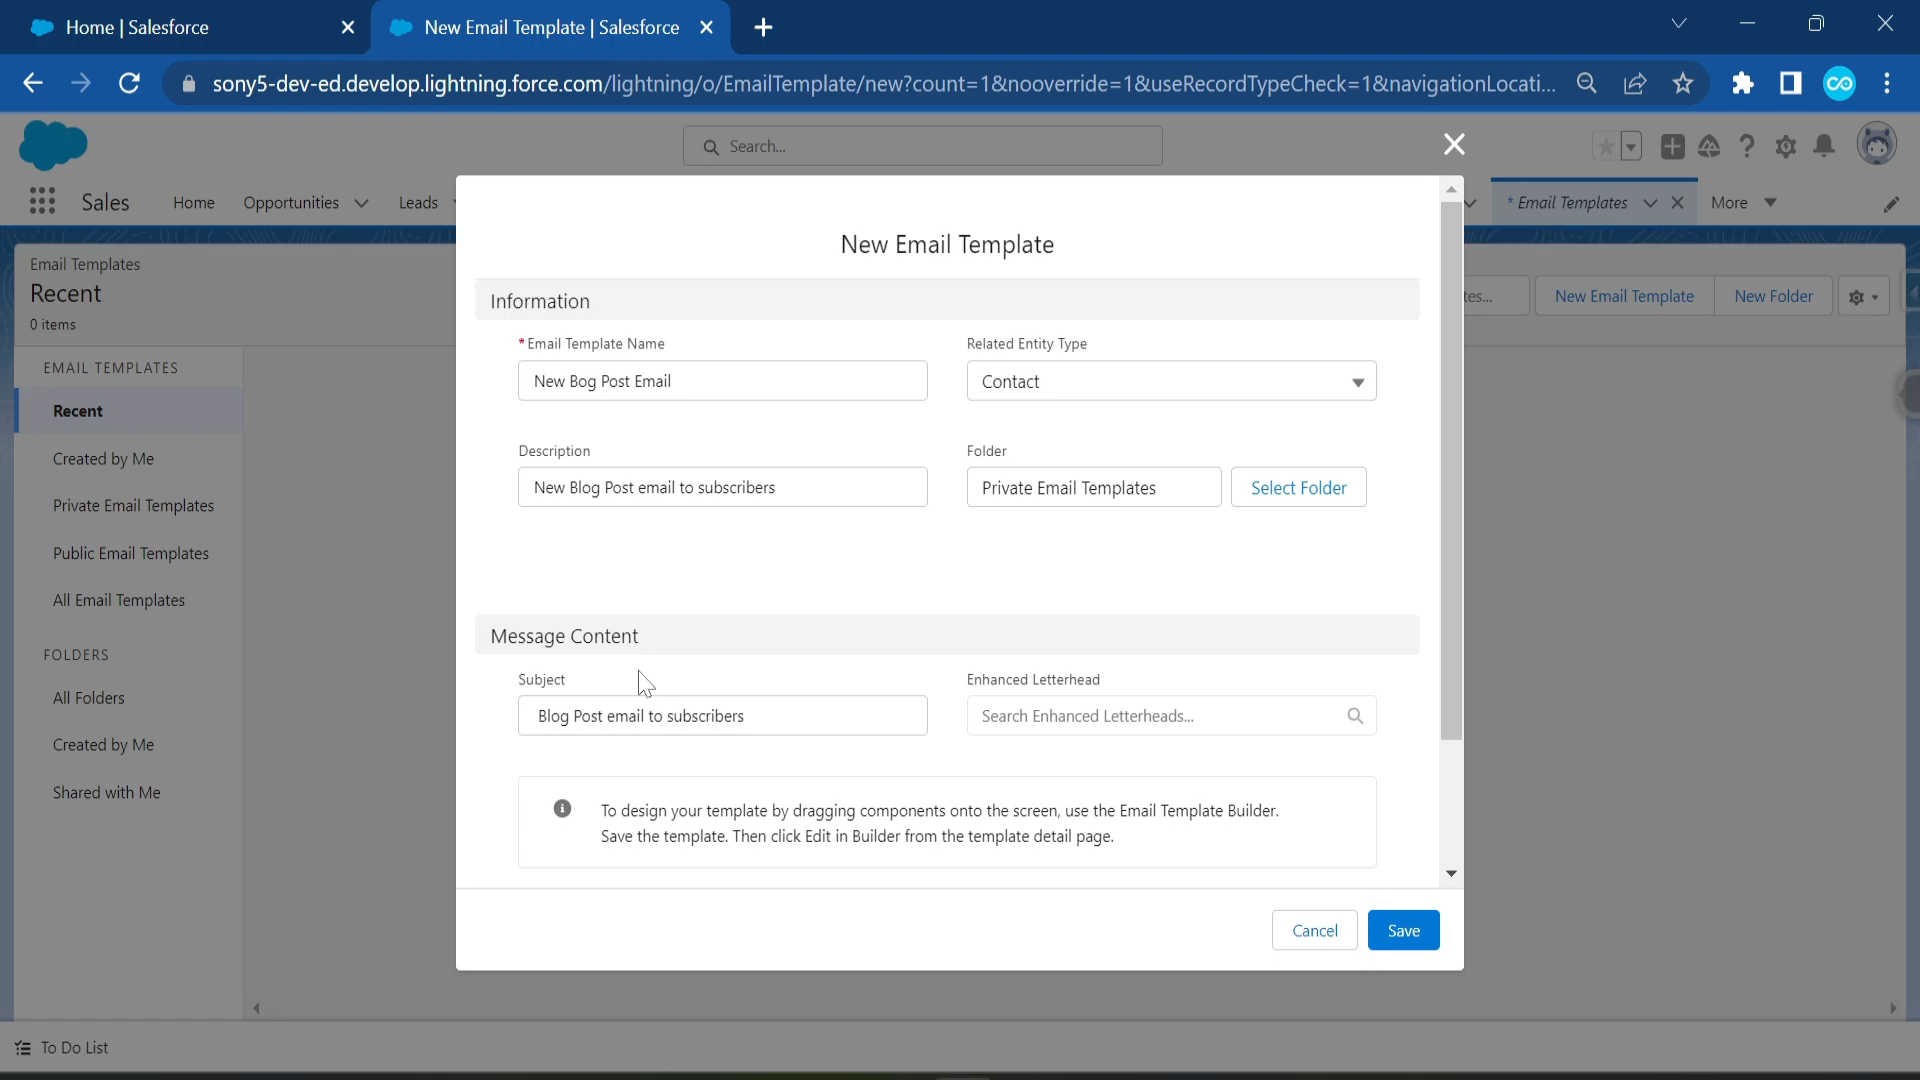 Home | Salesforce
New Email Template | Salesforce
sony5-dev-ed.develop.lightning.force.com/lightning/o/EmailTemplate/new?count=1&nooverride=1&useRecordTypeCheck=1&navigationLocati...
Search...
Sales
Home
Opportunities
Leads
* Email Templates
More
Email Templates
Recent
0 items
New Email Template
New Folder
EMAIL TEMPLATES
Recent
Created by Me
Private Email Templates
Public Email Templates
All Email Templates
FOLDERS
All Folders
Created by Me
Shared with Me
New Email Template
Information
* Email Template Name
New Bog Post Email
Related Entity Type
Contact
Description
New Blog Post email to subscribers
Folder
Private Email Templates
Select Folder
Message Content
Subject
Blog Post email to subscribers
Enhanced Letterhead
Search Enhanced Letterheads...
To design your template by dragging components onto the screen, use the Email Template Builder.
Save the template. Then click Edit in Builder from the template detail page.
Cancel
Save
To Do List